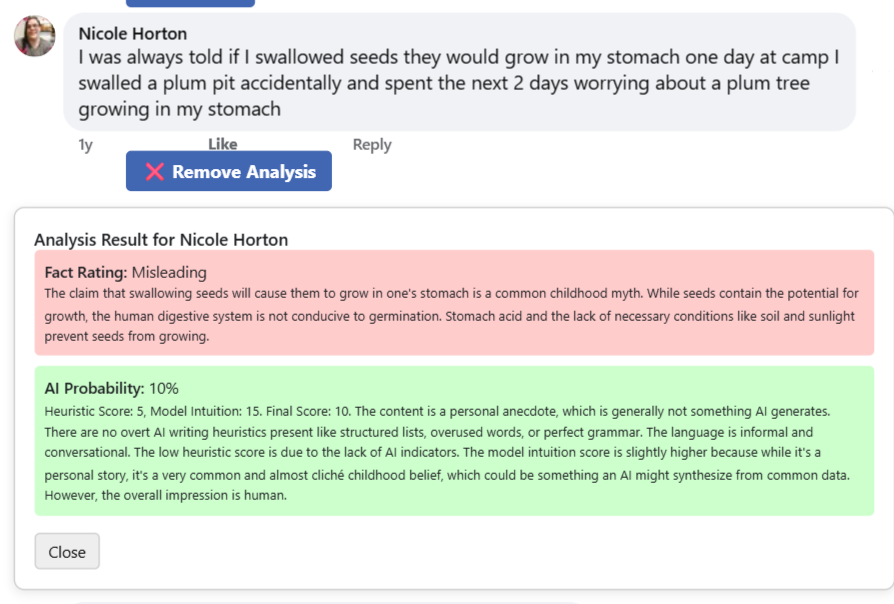 Nicole Horton
I was always told if I swallowed seeds they would grow in my stomach one day at camp I
swalled a plum pit accidentally and spent the next 2 days worrying about a plum tree
growing in my stomach
1y Like Reply
❌ Remove Analysis
Analysis Result for Nicole Horton
Fact Rating: Misleading
The claim that swallowing seeds will cause them to grow in one's stomach is a common childhood myth. While seeds contain the potential for
growth, the human digestive system is not conducive to germination. Stomach acid and the lack of necessary conditions like soil and sunlight
prevent seeds from growing.
AI Probability: 10%
Heuristic Score: 5, Model Intuition: 15. Final Score: 10. The content is a personal anecdote, which is generally not something AI generates.
There are no overt AI writing heuristics present like structured lists, overused words, or perfect grammar. The language is informal and
conversational. The low heuristic score is due to the lack of AI indicators. The model intuition score is slightly higher because while it's a
personal story, it's a very common and almost cliché childhood belief, which could be something an AI might synthesize from common data.
However, the overall impression is human.
Close